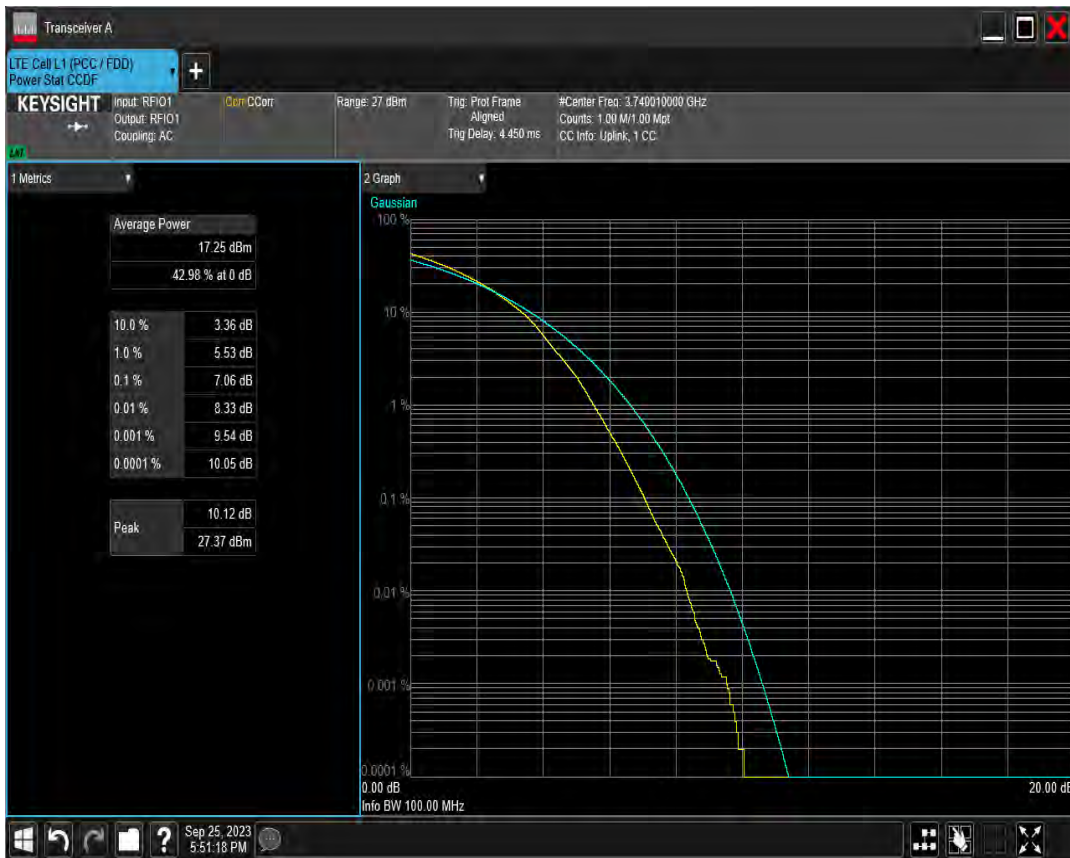 Transceiver A
LTE Cell L1 (PCC / FDD)
Power Stat CCDF
+
KEYSIGHT
Input: RFIO1
Output: RFIO1
Coupling: AC
Corr CCorr
Range: 27 dBm
Trig: Prot Frame
Aligned
Trig Delay: 4.450 ms
#Center Freq: 3.740010000 GHz
Counts: 1.00 M/1.00 Mpt
CC Info: Uplink, 1 CC
1 Metrics
Average Power
17.25 dBm
42.98 % at 0 dB
10.0 % 3.36 dB
1.0 % 5.53 dB
0.1 % 7.06 dB
0.01 % 8.33 dB
0.001 % 9.54 dB
0.0001 % 10.05 dB
Peak
10.12 dB
27.37 dBm
2 Graph
Gaussian
100 %
10 %
1 %
0.1 %
0.01 %
0.001 %
0.0001 %
0.00 dB
20.00 dB
Info BW 100.00 MHz
?
Sep 25, 2023
5:51:18 PM